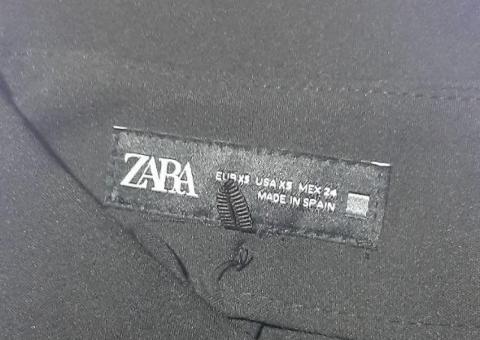 ZARA
EUR XS USA XS MEX 24
MADE IN SPAIN